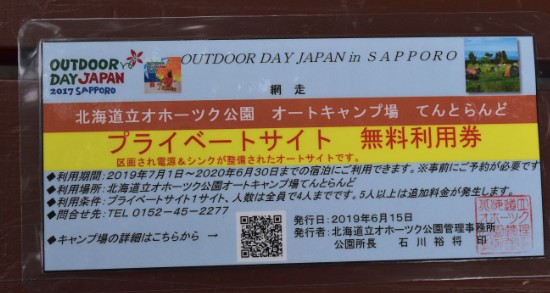 OUTDOOR
DAY JAPAN
2017 SAPPORO
OUTDOOR DAY JAPAN in SAPPORO
網走
北海道立オホーツク公園 オートキャンプ場 てんとらんど
プライベートサイト 無料利用券
区画され電源&シンクが整備されたオートサイトです。
◆利用期間:2019年7月1日~2020年6月30日までの宿泊にご利用できます。※事前にご予約が必要です
◆利用場所:北海道立オホーツク公園オートキャンプ場てんとらんど
◆利用条件:プライベートサイト1サイト、人数は全員で4人までです。5人以上は追加料金が発生します。
◆問合せ先:TEL 0152-45-2277
発行日:2019年6月15日
◆キャンプ場の詳細はこちらから →
発行者:北海道立オホーツク公園管理事務所
公園所長 石川裕将 印